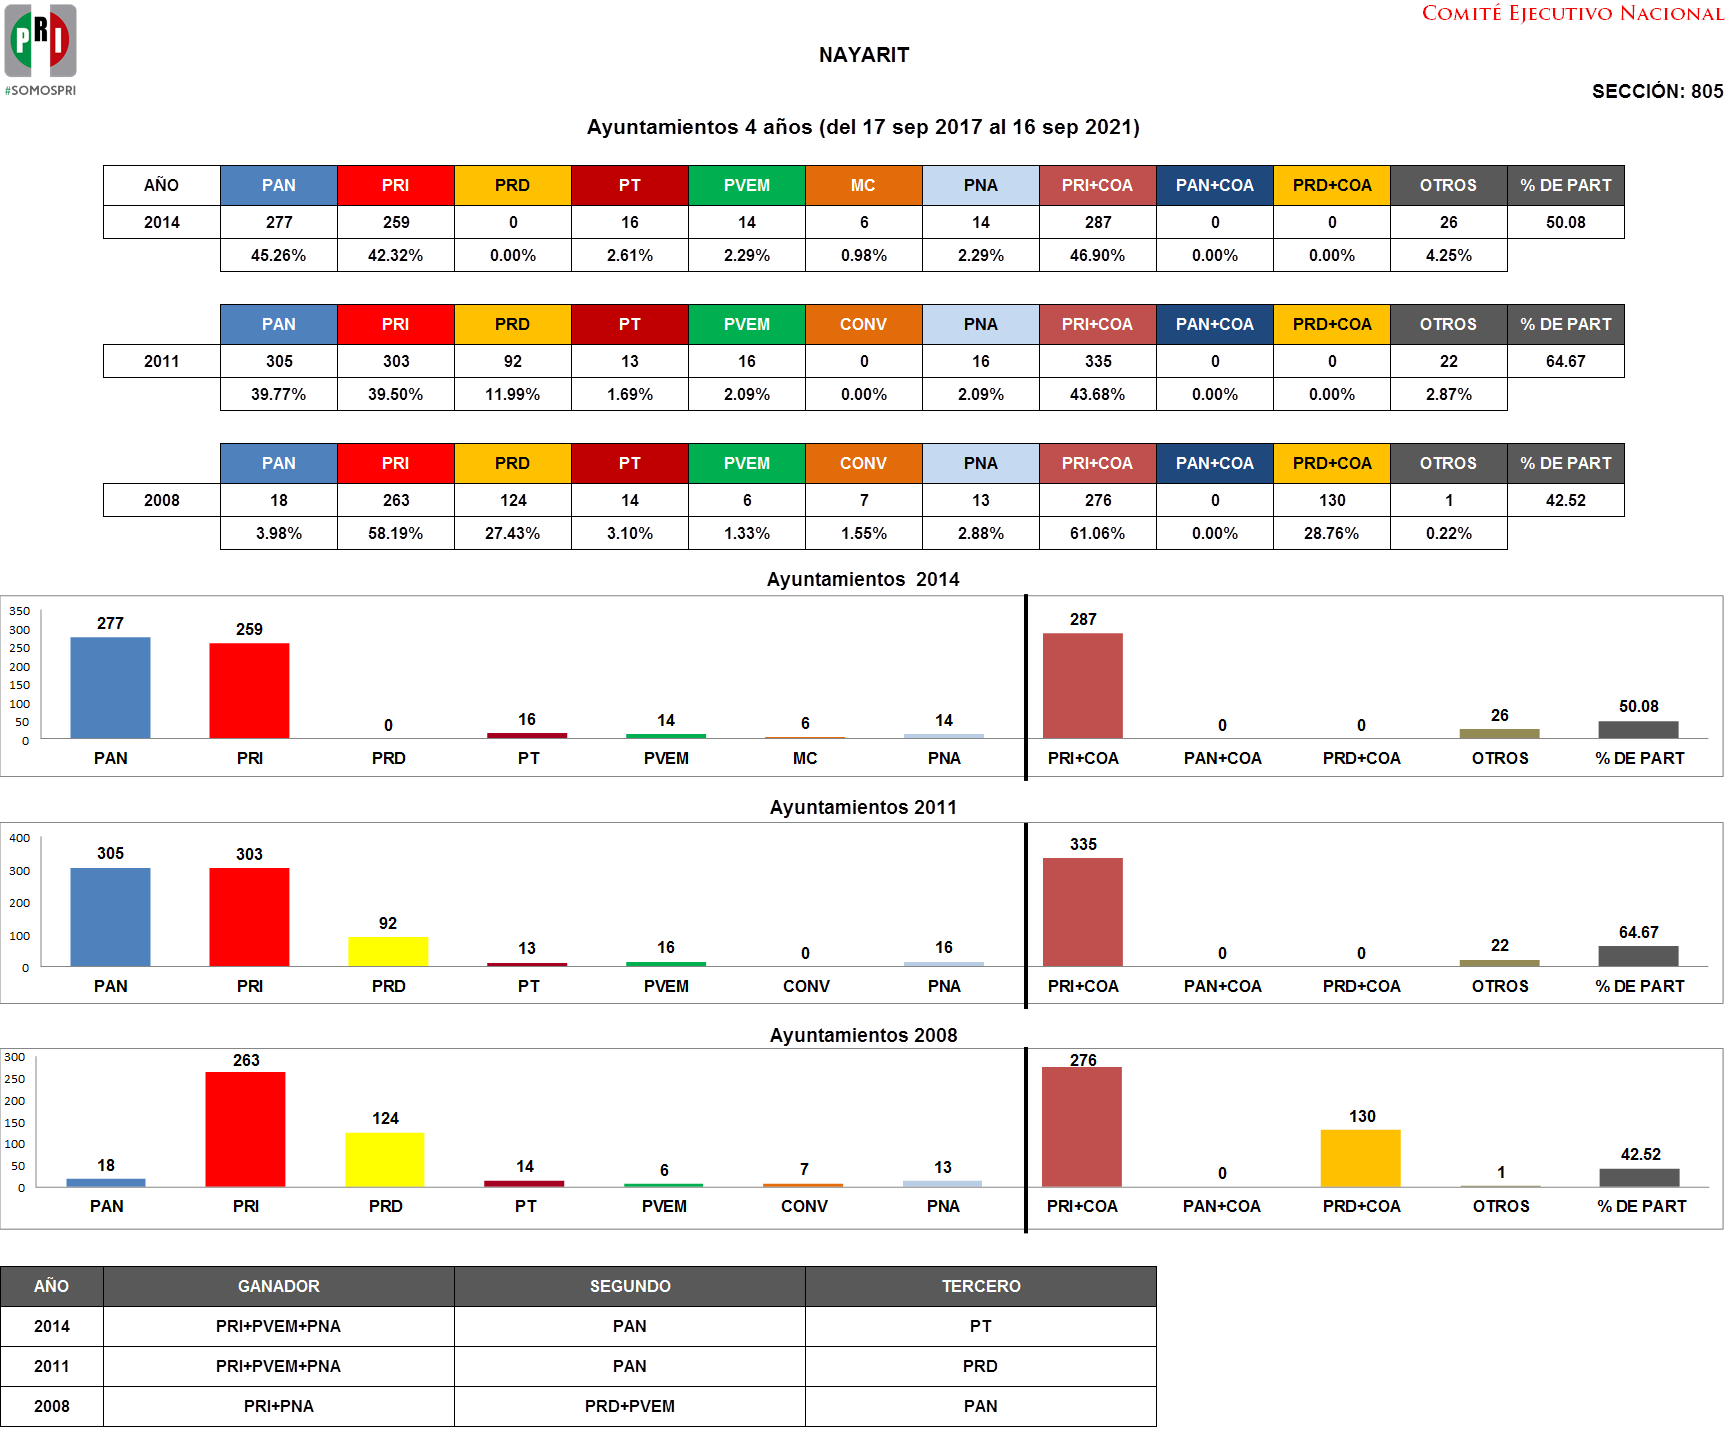 PRI
#SOMOSPRI
COMITÉ EJECUTIVO NACIONAL
NAYARIT
SECCIÓN: 805
Ayuntamientos 4 años (del 17 sep 2017 al 16 sep 2021)
AÑO PAN PRI PRD PT PVEM MC PNA PRI+COA PAN+COA PRD+COA OTROS % DE PART
2014 277 259 0 16 14 6 14 287 0 0 26 50.08
45.26% 42.32% 0.00% 2.61% 2.29% 0.98% 2.29% 46.90% 0.00% 0.00% 4.25%
PAN PRI PRD PT PVEM CONV PNA PRI+COA PAN+COA PRD+COA OTROS % DE PART
2011 305 303 92 13 16 0 16 335 0 0 22 64.67
39.77% 39.50% 11.99% 1.69% 2.09% 0.00% 2.09% 43.68% 0.00% 0.00% 2.87%
PAN PRI PRD PT PVEM CONV PNA PRI+COA PAN+COA PRD+COA OTROS % DE PART
2008 18 263 124 14 6 7 13 276 0 130 1 42.52
3.98% 58.19% 27.43% 3.10% 1.33% 1.55% 2.88% 61.06% 0.00% 28.76% 0.22%
Ayuntamientos 2014
350
300
250
200
150
100
50
0
277 259 0 16 14 6 14 287 0 0 26 50.08
PAN PRI PRD PT PVEM MC PNA PRI+COA PAN+COA PRD+COA OTROS % DE PART
Ayuntamientos 2011
400
300
200
100
0
305 303 92 13 16 0 16 335 0 0 22 64.67
PAN PRI PRD PT PVEM CONV PNA PRI+COA PAN+COA PRD+COA OTROS % DE PART
Ayuntamientos 2008
300
250
200
150
100
50
0
18 263 124 14 6 7 13 276 0 130 1 42.52
PAN PRI PRD PT PVEM CONV PNA PRI+COA PAN+COA PRD+COA OTROS % DE PART
AÑO GANADOR SEGUNDO TERCERO
2014 PRI+PVEM+PNA PAN PT
2011 PRI+PVEM+PNA PAN PRD
2008 PRI+PNA PRD+PVEM PAN